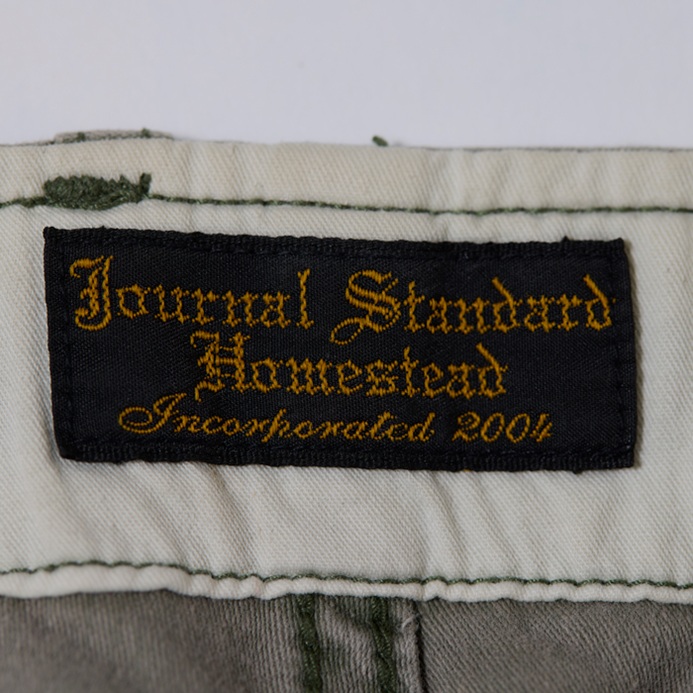 Journal Standard
Homestead
Incorporated 2004